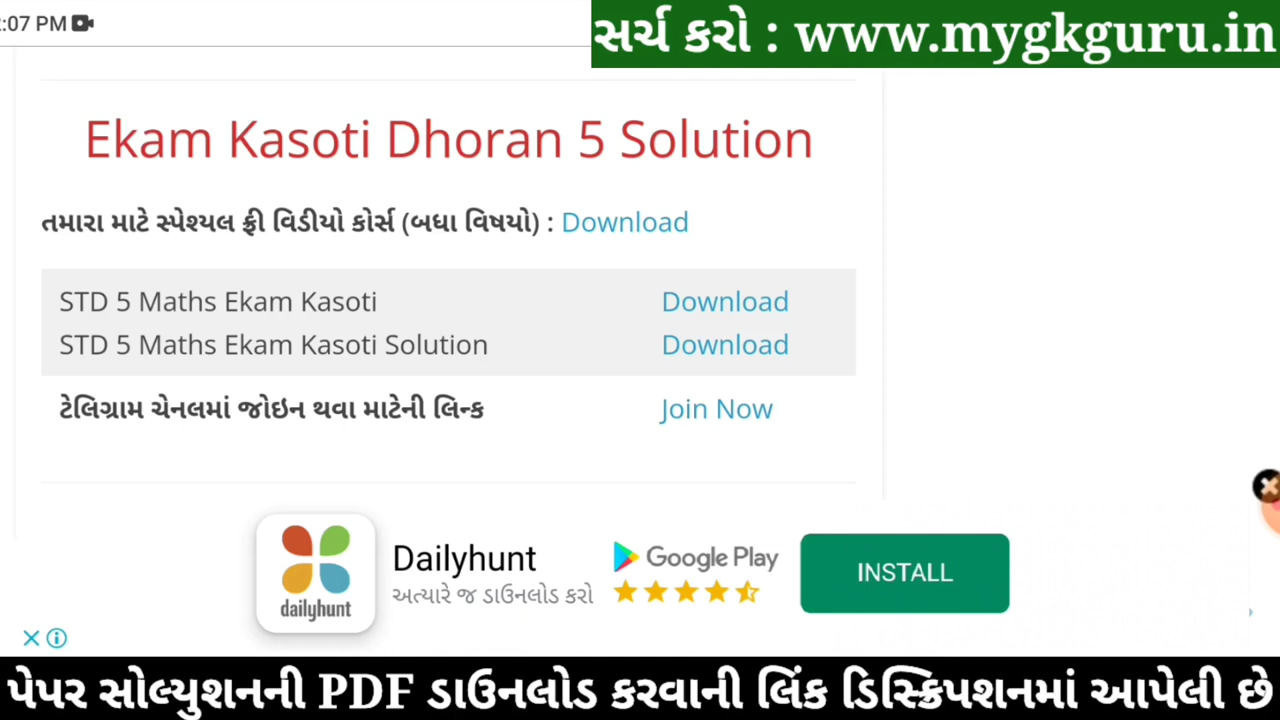 :07 PM
સર્ચ કરો : www.mygkguru.in
Ekam Kasoti Dhoran 5 Solution
તમારા માટે સ્પેશ્યલ ફ્રી વિડીયો કોર્સ (બધા વિષયો) : Download
STD 5 Maths Ekam Kasoti Download
STD 5 Maths Ekam Kasoti Solution Download
ટેલિગ્રામ ચેનલમાં જોઇન થવા માટેની લિન્ક Join Now
dailyhunt
Dailyhunt
અત્યારે જ ડાઉનલોડ કરો
Google Play
INSTALL
પેપર સોલ્યુશનની PDF ડાઉનલોડ કરવાની લિંક ડિસ્ક્રિપશનમાં આપેલી છે